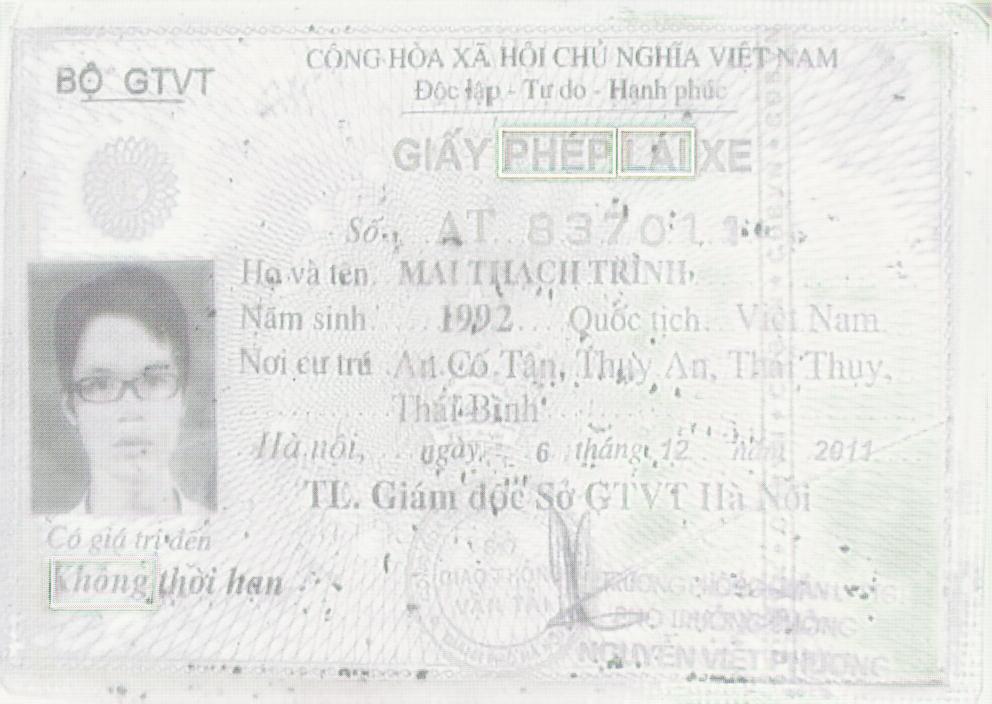 CỘNG HÒA XÃ HỘI CHỦ NGHĨA VIỆT NAM
BỘ GTVT
Độc lập - Tự do - Hạnh phúc
GIẤY PHÉP LÁI XE
Số: AT 837011
Họ và tên MAI THẠCH TRÌNH
Năm sinh 1992 Quốc tịch Việt Nam
Nơi cư trú An Cố Tân, Thụy An, Thái Thụy,
Thái Bình
Hà nội, ngày 6 tháng 12 năm 2011
TL. Giám đốc Sở GTVT Hà Nội
Có giá trị đến
Không thời hạn
SỞ
GIAO THÔNG
VẬN TẢI
PHÓ TRƯỞNG PHÒNG
NGUYỄN VIỆT PHƯƠNG